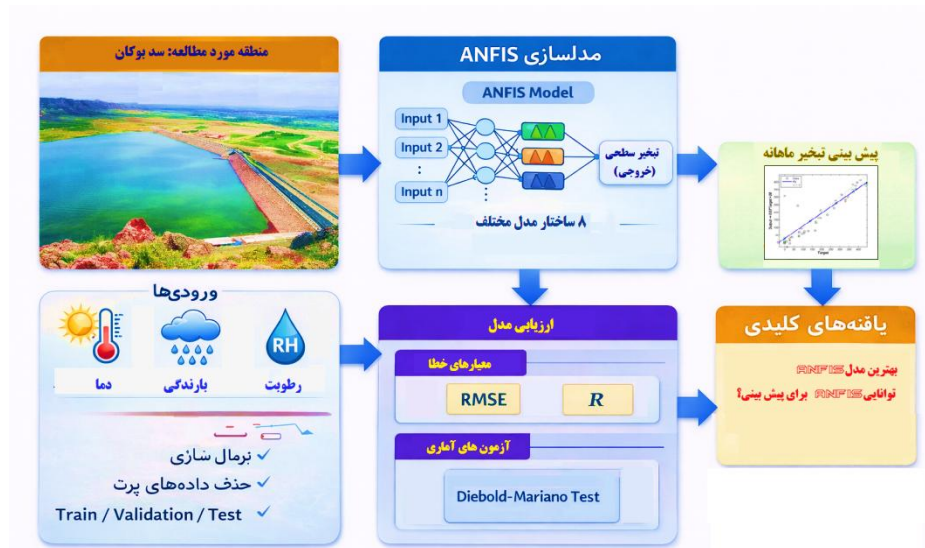 منطقه مورد مطالعه: سد بوکان
مدلسازی ANFIS
ANFIS Model
Input 1
Input 2
Input n
تبخیر سطحی
(خروجی)
۸ ساختار مدل مختلف
پیش بینی تبخیر ماهانه
Target
ورودی‌ها
دما
بارندگی
RH
رطوبت
نرمال سازی
حذف داده‌های پرت
Train / Validation / Test
ارزیابی مدل
معیارهای خطا
RMSE
R
آزمون های آماری
Diebold-Mariano Test
یافته‌های کلیدی
بهترین مدل ANFIS
توانایی ANFIS برای پیش بینی؟